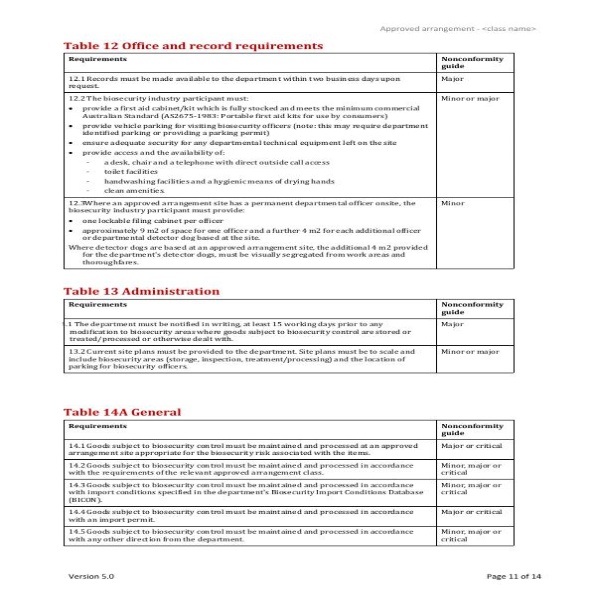 Approved arrangement - <class name>
Table 12 Office and record requirements
Requirements
Nonconformity
guide
12.1 Records must be made available to the department within two business days upon
request.
Major
12.2 The biosecurity industry participant must:
Minor or major
• provide a first aid cabinet/kit which is fully stocked and meets the minimum commercial
Australian Standard (AS2675-1983: Portable first aid kits for use by consumers)
• provide vehicle parking for visiting biosecurity officers (note: this may require department
identified parking or providing a parking permit)
• ensure adequate security for any departmental technical equipment left on the site
• provide access and the availability of:
- a desk, chair and a telephone with direct outside call access
- toilet facilities
- handwashing facilities and a hygienic means of drying hands
- clean amenities.
12.3Where an approved arrangement site has a permanent departmental officer onsite, the
biosecurity industry participant must provide:
Minor
• one lockable filing cabinet per officer
• approximately 9 m2 of space for one officer and a further 4 m2 for each additional officer
or departmental detector dog based at the site.
Where detector dogs are based at an approved arrangement site, the additional 4 m2 provided
for the department's detector dogs, must be visually segregated from work areas and
thoroughfares.
Table 13 Administration
Requirements
Nonconformity
guide
.1 The department must be notified in writing, at least 15 working days prior to any
modification to biosecurity areas where goods subject to biosecurity control are stored or
treated/processed or otherwise dealt with.
Major
13.2 Current site plans must be provided to the department. Site plans must be to scale and
include biosecurity areas (storage, inspection, treatment/processing) and the location of
parking for biosecurity officers.
Minor or major
Table 14A General
Requirements
Nonconformity
guide
14.1 Goods subject to biosecurity control must be maintained and processed at an approved
arrangement site appropriate for the biosecurity risk associated with the items.
Major or critical
14.2 Goods subject to biosecurity control must be maintained and processed in accordance
with the requirements of the relevant approved arrangement class.
Minor, major or
critical
14.3 Goods subject to biosecurity control must be maintained and processed in accordance
with import conditions specified in the department's Biosecurity Import Conditions Database
(BICON).
Minor, major or
critical
14.4 Goods subject to biosecurity control must be maintained and processed in accordance
with an import permit.
Major or critical
14.5 Goods subject to biosecurity control must be maintained and processed in accordance
with any other direction from the department.
Minor, major or
critical
Version 5.0
Page 11 of 14